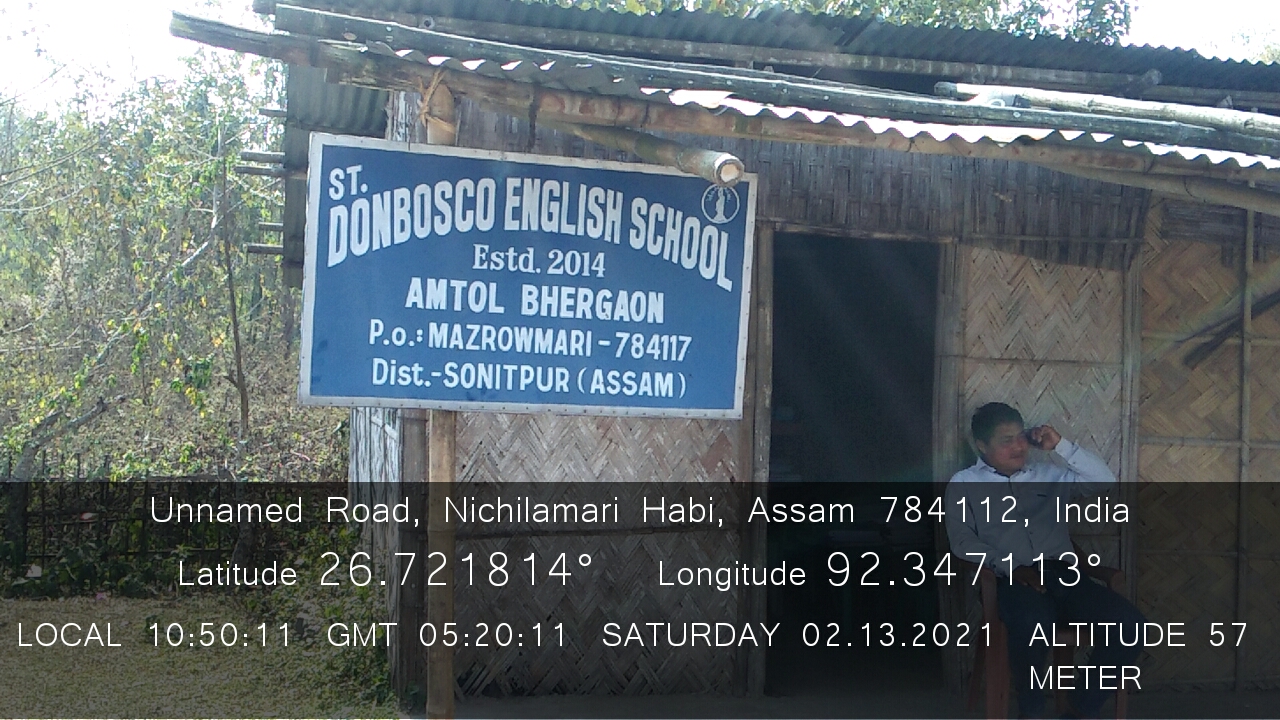 ST.
DONBOSCO ENGLISH SCHOOL
Estd. 2014
AMTOL BHERGAON
P.o.: MAZROWMARI - 784117
Dist.-SONITPUR (ASSAM)
Unnamed Road, Nichilamari Habi, Assam 784112, India
Latitude 26.721814° Longitude 92.347113°
LOCAL 10:50:11 GMT 05:20:11 SATURDAY 02.13.2021 ALTITUDE 57
METER